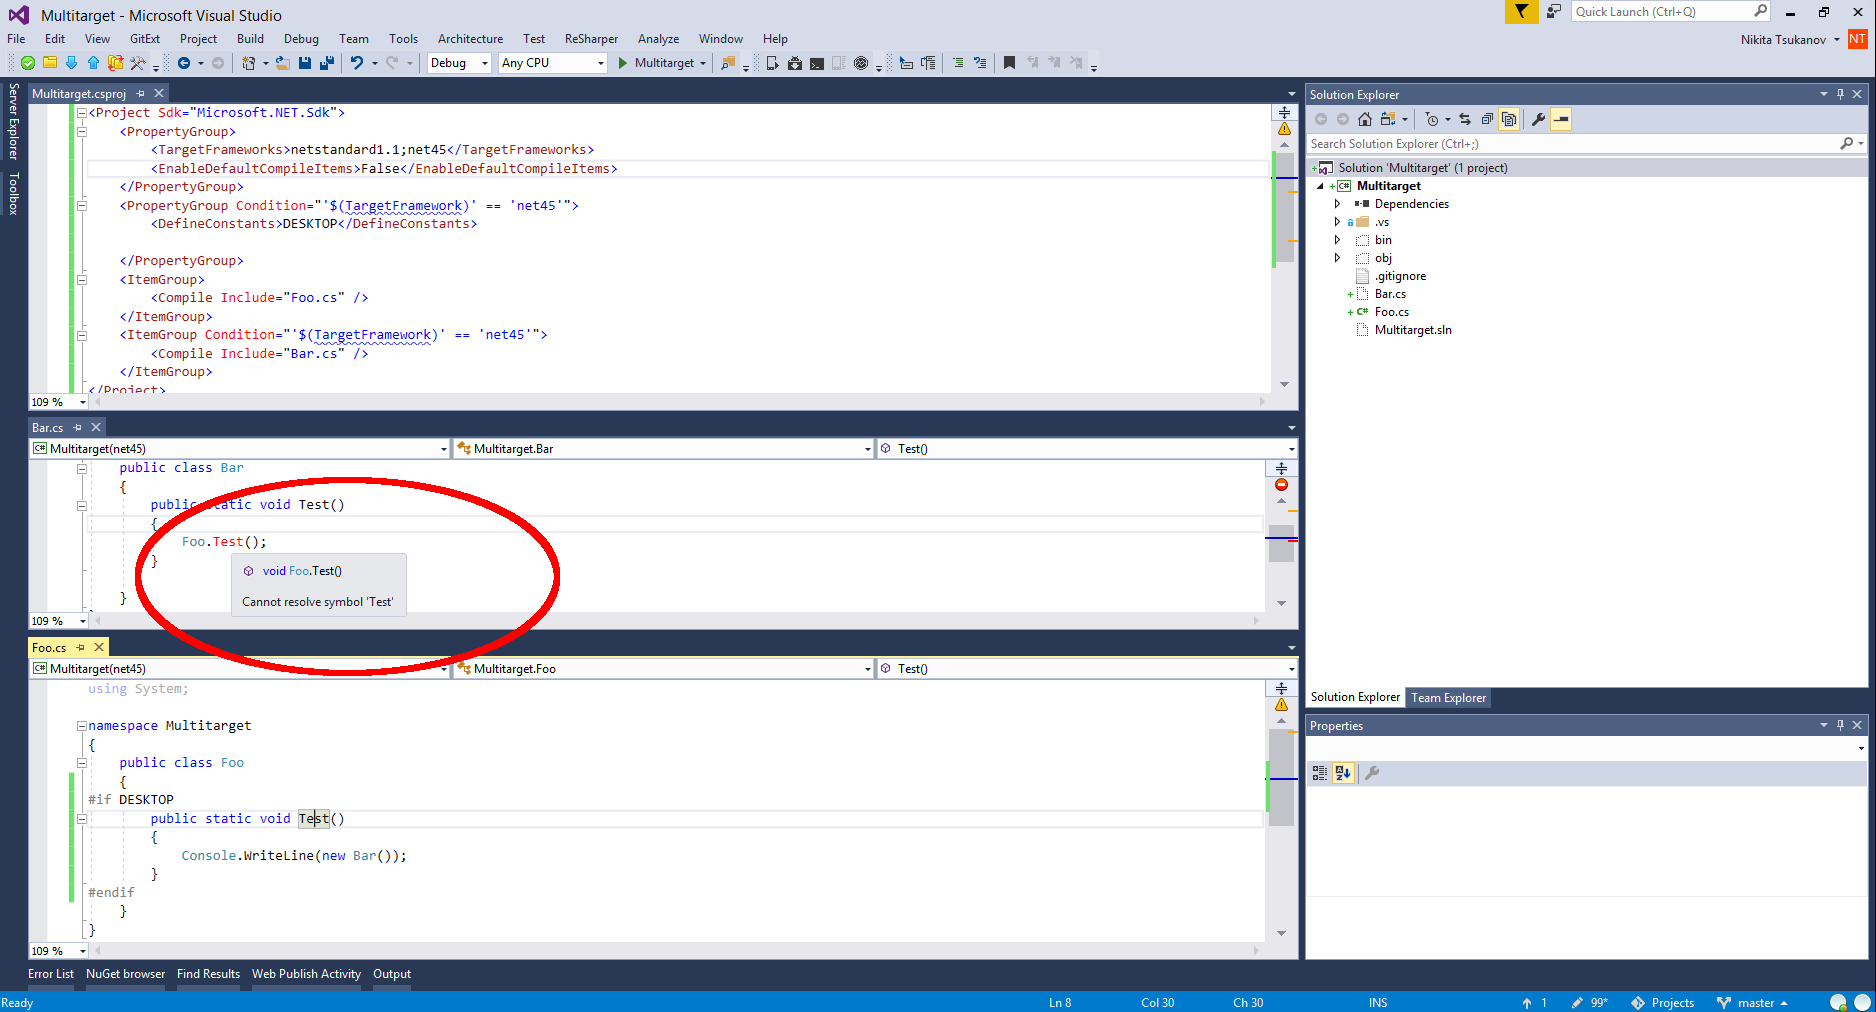 Multitarget - Microsoft Visual Studio
Quick Launch (Ctrl+Q)
File Edit View GitExt Project Build Debug Team Tools Architecture Test ReSharper Analyze Window Help
Nikita Tsukanov NT
Debug Any CPU Multitarget
Server Explorer
Toolbox
Multitarget.csproj
<Project Sdk="Microsoft.NET.Sdk">
<PropertyGroup>
<TargetFrameworks>netstandard1.1;net45</TargetFrameworks>
<EnableDefaultCompileItems>False</EnableDefaultCompileItems>
</PropertyGroup>
<PropertyGroup Condition="'$(TargetFramework)' == 'net45'">
<DefineConstants>DESKTOP</DefineConstants>
</PropertyGroup>
<ItemGroup>
<Compile Include="Foo.cs" />
</ItemGroup>
<ItemGroup Condition="'$(TargetFramework)' == 'net45'">
<Compile Include="Bar.cs" />
</ItemGroup>
</Project>
109 %
Bar.cs
C# Multitarget(net45) Multitarget.Bar Test()
public class Bar
{
public static void Test()
{
Foo.Test();
}
void Foo.Test()
Cannot resolve symbol 'Test'
}
109 %
Foo.cs
C# Multitarget(net45) Multitarget.Foo Test()
using System;
namespace Multitarget
{
public class Foo
{
#if DESKTOP
public static void Test()
{
Console.WriteLine(new Bar());
}
#endif
}
}
109 %
Solution Explorer
Search Solution Explorer (Ctrl+;)
Solution 'Multitarget' (1 project)
C# Multitarget
Dependencies
.vs
bin
obj
.gitignore
Bar.cs
C# Foo.cs
Multitarget.sln
Solution Explorer Team Explorer
Properties
Error List NuGet browser Find Results Web Publish Activity Output
Ready Ln 8 Col 30 Ch 30 INS 1 99* Projects master